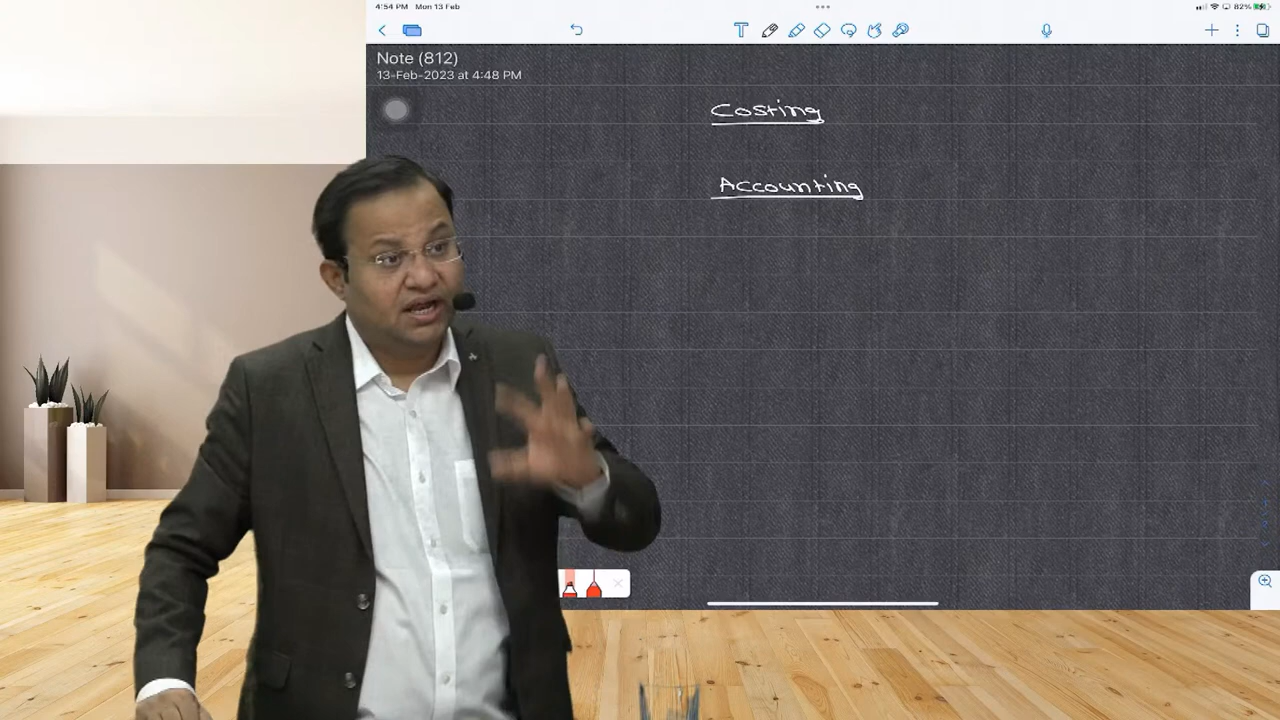 4:54 PM Mon 13 Feb
82%
T
Note (812)
13-Feb-2023 at 4:48 PM
Costing
Accounting